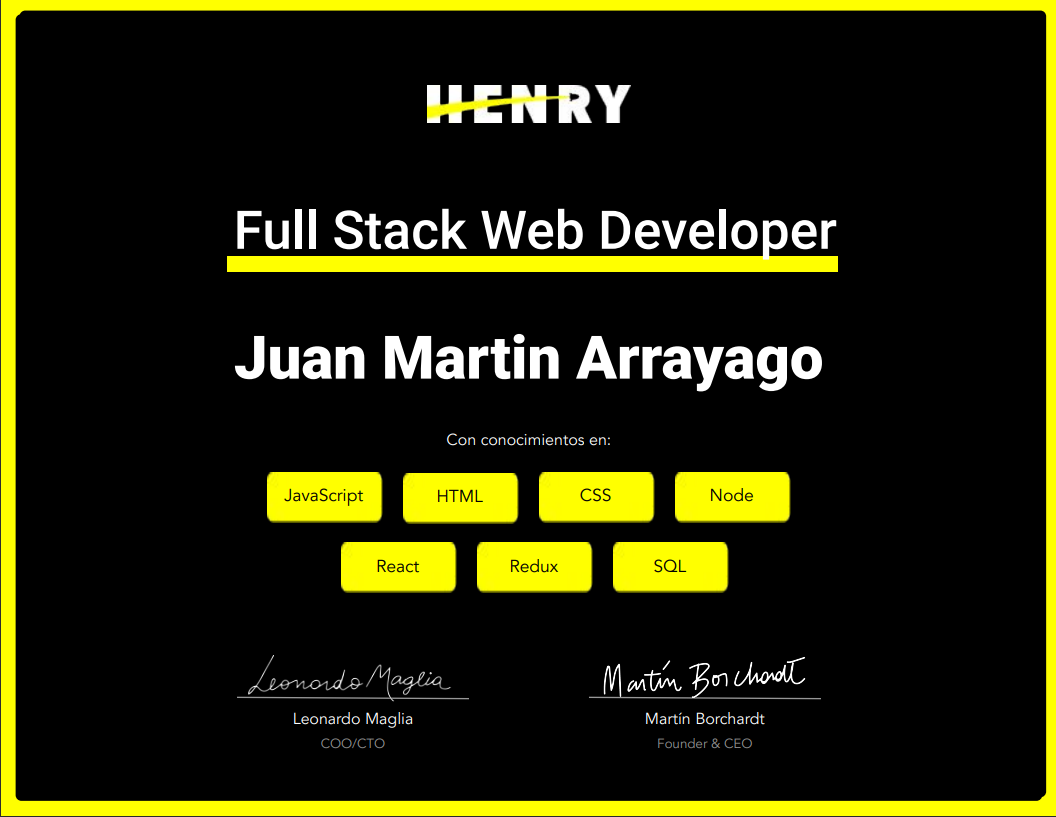 HENRY
Full Stack Web Developer
Juan Martin Arrayago
Con conocimientos en:
JavaScript HTML CSS Node
React Redux SQL
Leonardo Maglia Martín Borchardt
Leonardo Maglia Martín Borchardt
COO/CTO Founder & CEO